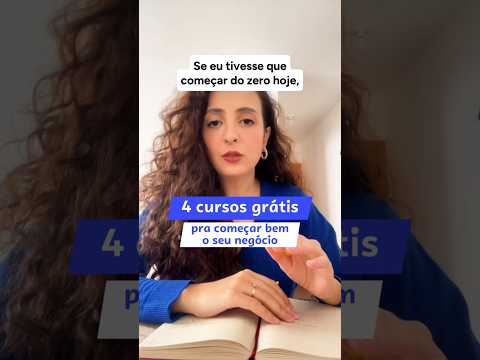 Se eu tivesse que
começar do zero hoje,
4 cursos grátis
pra começar bem
o seu negócio